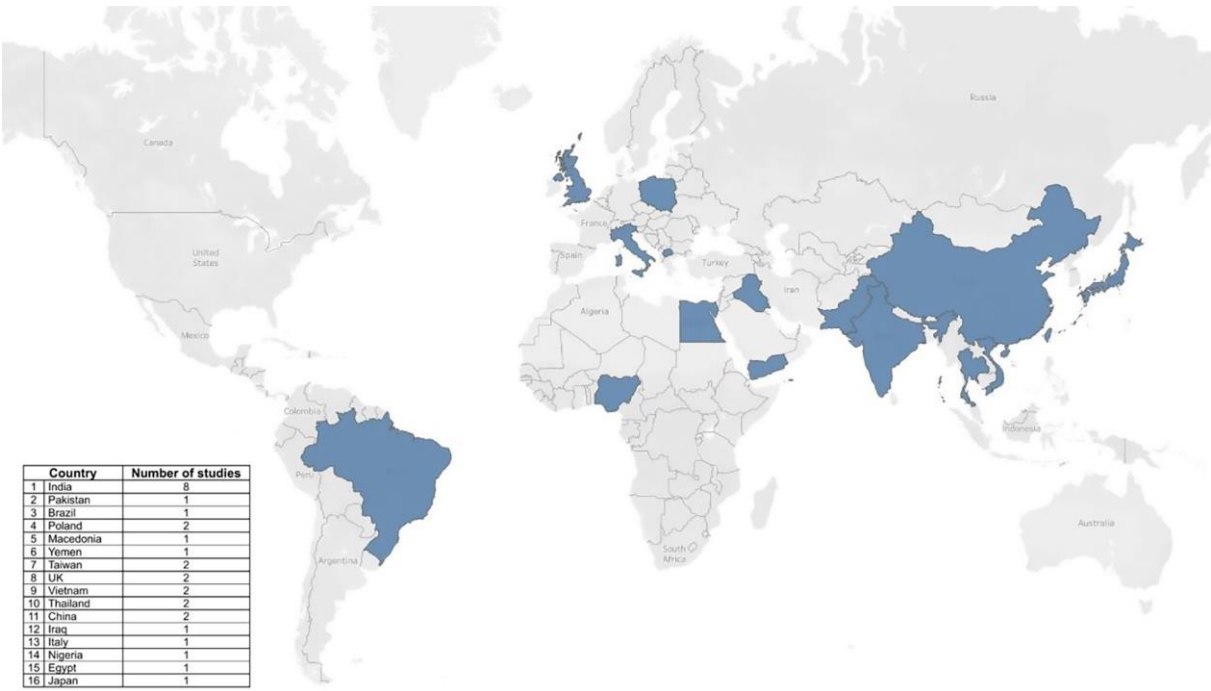 Russia
Canada
France
United
States
Spain
Turkey
Iran
Algeria
Mexico
Colombia
Indonesia
Peru
Australia
South
Africa
Argentina
Country Number of studies
1 India 8
2 Pakistan 1
3 Brazil 1
4 Poland 2
5 Macedonia 1
6 Yemen 1
7 Taiwan 2
8 UK 2
9 Vietnam 2
10 Thailand 2
11 China 2
12 Iraq 1
13 Italy 1
14 Nigeria 1
15 Egypt 1
16 Japan 1